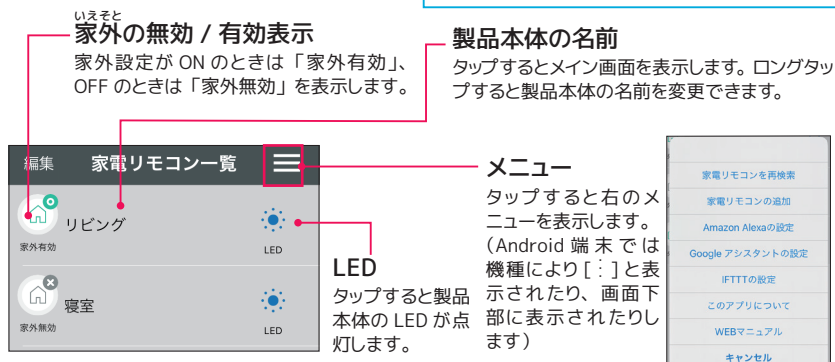 いえそと
家外の無効 / 有効表示
家外設定が ON のときは「家外有効」、
OFF のときは「家外無効」を表示します。
製品本体の名前
タップするとメイン画面を表示します。ロングタッ
プすると製品本体の名前を変更できます。
編集
家電リモコン一覧
リビング
家外有効
LED
寝室
家外無効
LED
LED
タップすると製品
本体の LED が点
灯します。
メニュー
タップすると右のメ
ニューを表示します。
(Android 端末では
機種により [⋮] と表
示されたり、画面下
部に表示されたりし
ます)
家電リモコンを再検索
家電リモコンの追加
Amazon Alexaの設定
Google アシスタントの設定
IFTTTの設定
このアプリについて
WEBマニュアル
キャンセル